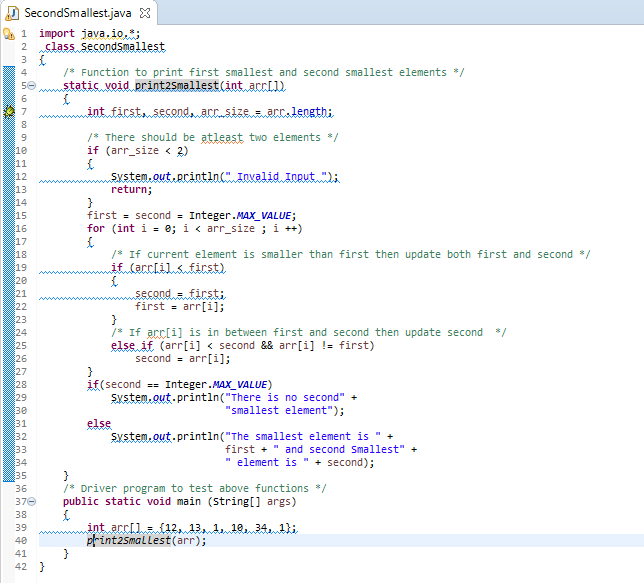 SecondSmallest.java
1 import java.io.*;
2 class SecondSmallest
3 {
4 /* Function to print first smallest and second smallest elements */
5 static void print2Smallest(int arr[])
6 {
7 int first, second, arr_size = arr.length;
8
9 /* There should be atleast two elements */
10 if (arr_size < 2)
11 {
12 System.out.println(" Invalid Input ");
13 return;
14 }
15 first = second = Integer.MAX_VALUE;
16 for (int i = 0; i < arr_size ; i ++)
17 {
18 /* If current element is smaller than first then update both first and second */
19 if (arr[i] < first)
20 {
21 second = first;
22 first = arr[i];
23 }
24 /* If arr[i] is in between first and second then update second  */
25 else if (arr[i] < second && arr[i] != first)
26 second = arr[i];
27 }
28 if(second == Integer.MAX_VALUE)
29 System.out.println("There is no second" +
30 "smallest element");
31 else
32 System.out.println("The smallest element is " +
33 first + " and second Smallest" +
34 " element is " + second);
35 }
36 /* Driver program to test above functions */
37 public static void main (String[] args)
38 {
39 int arr[] = {12, 13, 1, 10, 34, 1};
40 print2Smallest(arr);
41 }
42 }